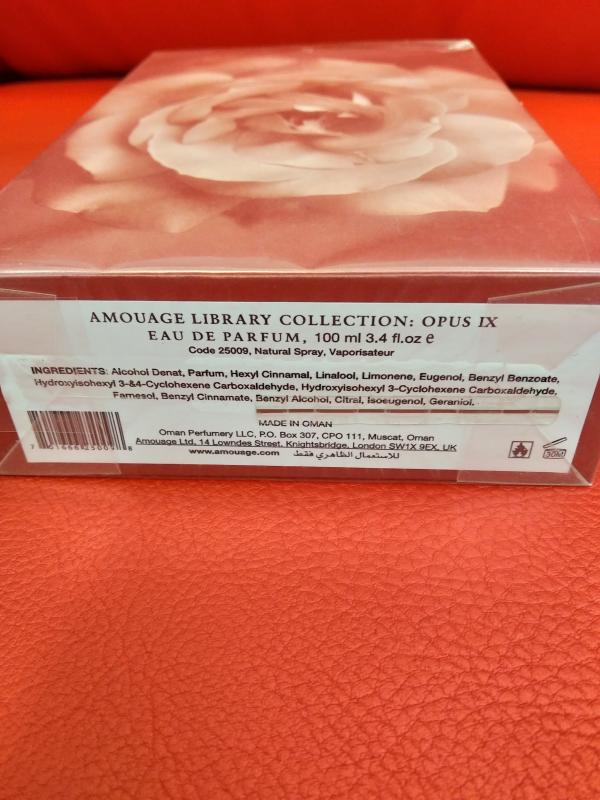 AMOUAGE LIBRARY COLLECTION: OPUS IX
EAU DE PARFUM, 100 ml 3.4 fl.oz e
Code 25009, Natural Spray, Vaporisateur
INGREDIENTS: Alcohol Denat, Parfum, Hexyl Cinnamal, Linalool, Limonene, Eugenol, Benzyl Benzoate,
Hydroxyisohexyl 3-&4-Cyclohexene Carboxaldehyde, Hydroxyisohexyl 3-Cyclohexene Carboxaldehyde,
Farnesol, Benzyl Cinnamate, Benzyl Alcohol, Citral, Isoeugenol, Geraniol.
MADE IN OMAN
Oman Perfumery LLC, P.O. Box 307, CPO 111, Muscat, Oman
Amouage Ltd, 14 Lowndes Street, Knightsbridge, London SW1X 9EX, UK
www.amouage.com للاستعمال الظاهري فقط
30M